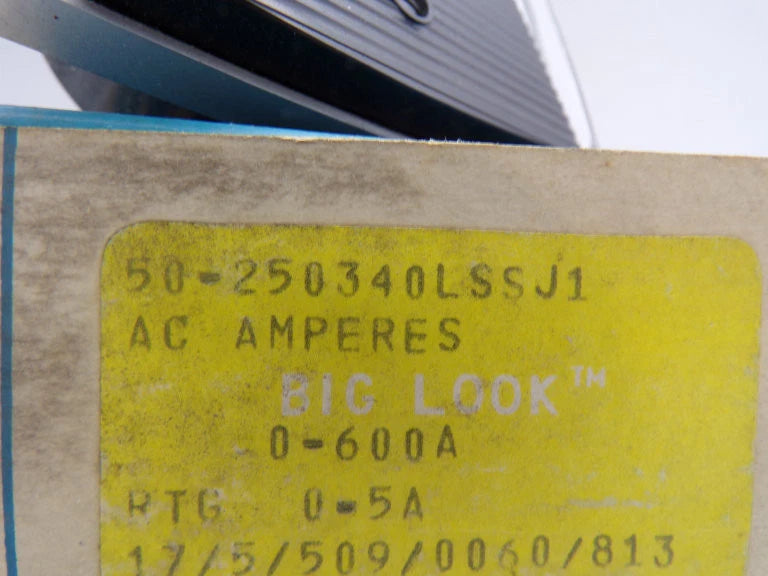 50-250340LSSJ1
AC AMPERES
BIG LOOK™
0-600A
RTG 0-5A
17/5/509/0060/813